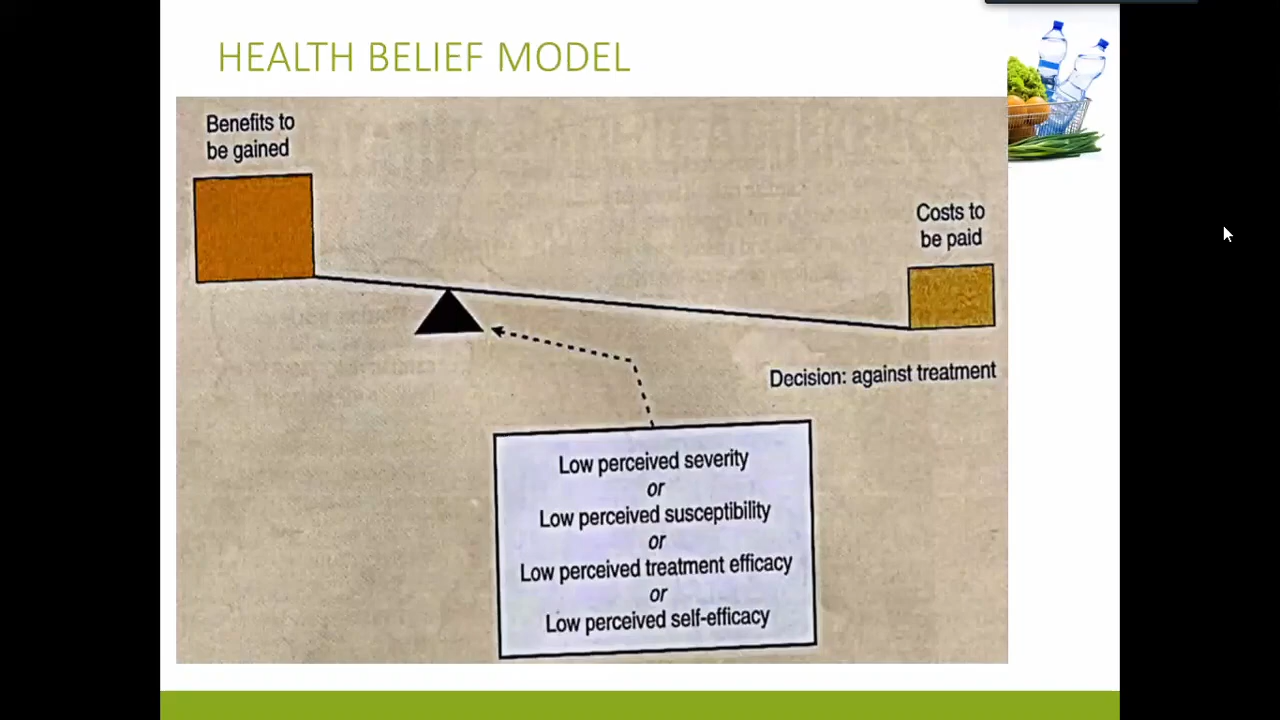 HEALTH BELIEF MODEL
Benefits to
be gained
Costs to
be paid
Decision: against treatment
Low perceived severity
or
Low perceived susceptibility
or
Low perceived treatment efficacy
or
Low perceived self-efficacy